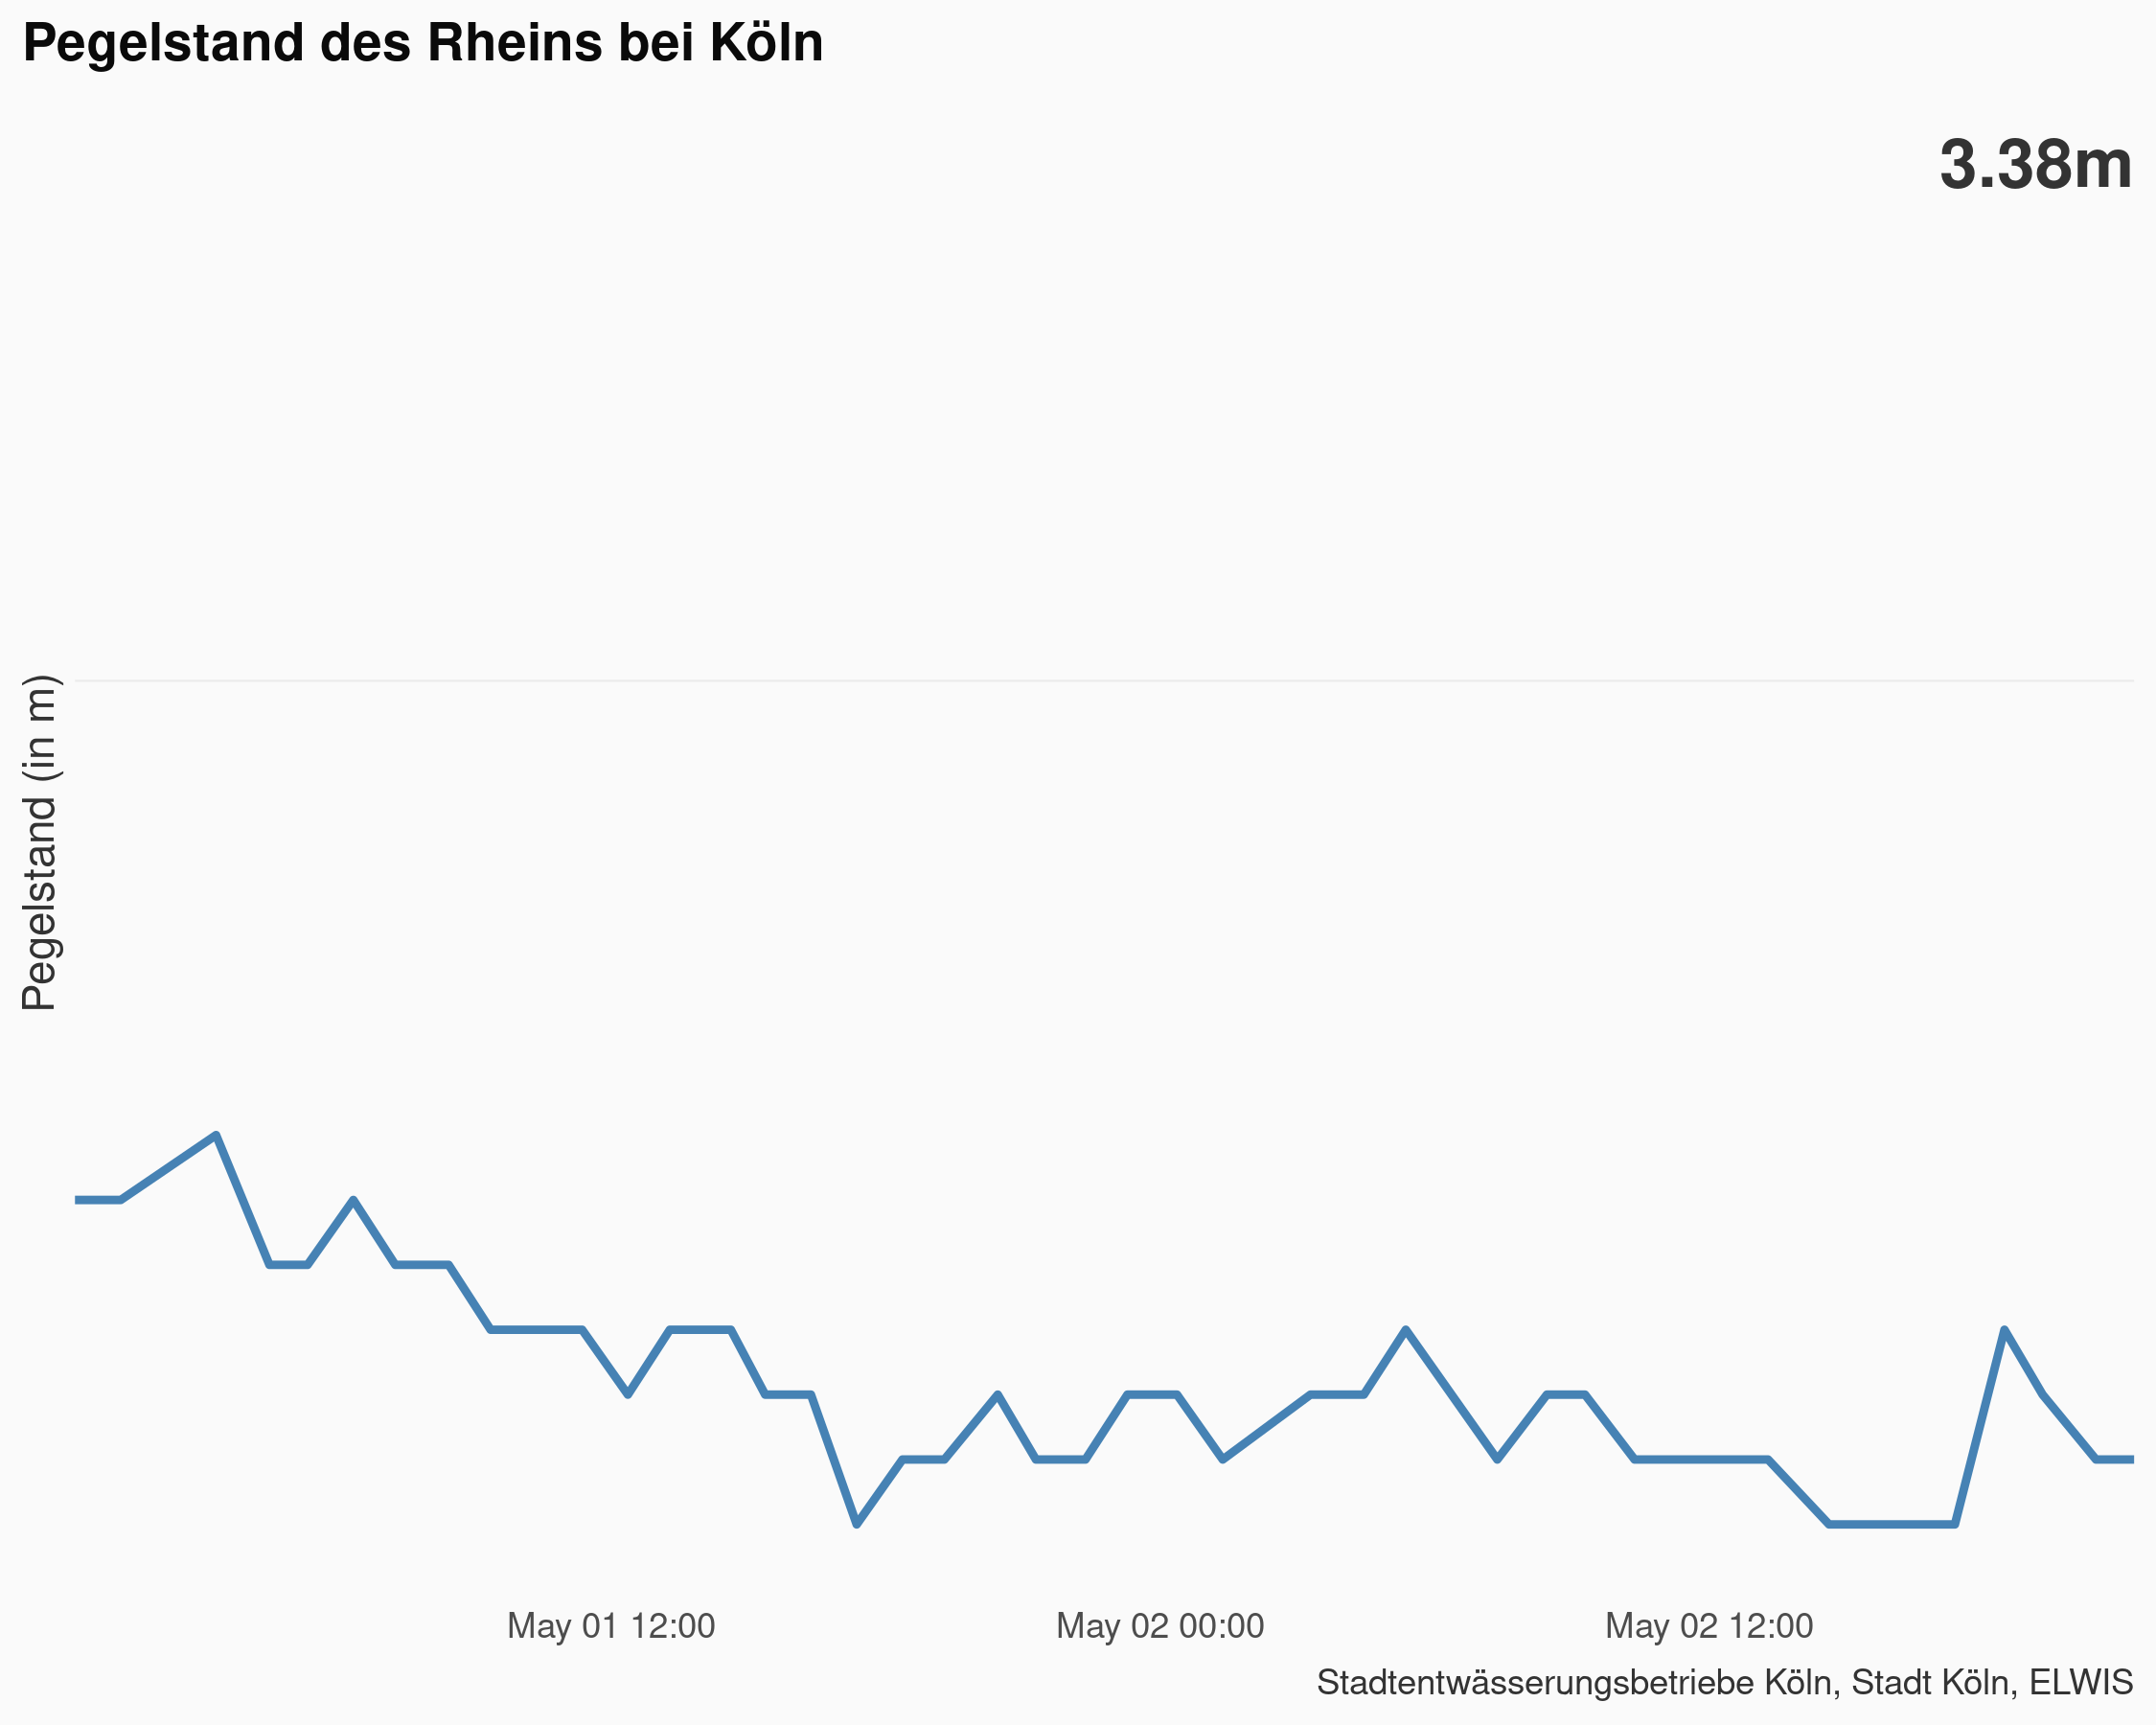 Pegelstand des Rheins bei Köln
3.38m
Pegelstand (in m)
May 01 12:00
May 02 00:00
May 02 12:00
Stadtentwässerungsbetriebe Köln, Stadt Köln, ELWIS